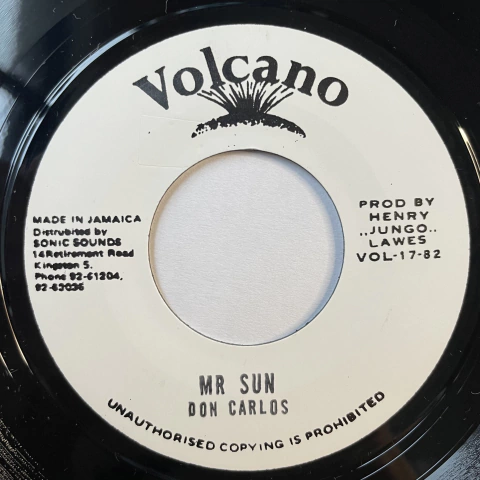 Volcano
MADE IN JAMAICA
Distrubited by
SONIC SOUNDS
14 Retirement Road
Kingston 5.
Phone 92-61204,
92-62036
PROD BY
HENRY
,,JUNGO,,
LAWES
VOL-17-82
MR SUN
DON CARLOS
UNAUTHORISED COPYING IS PROHIBITED